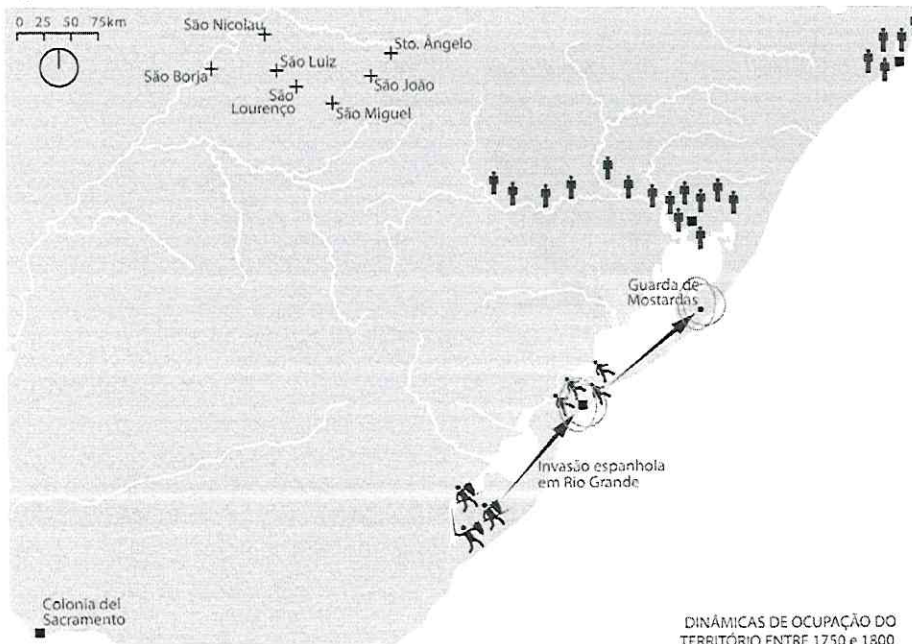 0 25 50 75km
São Nicolau
Sto. Ângelo
São Borja
São Luiz
São João
São
Lourenço
São Miguel
Guarda de
Mostardas
Invasão espanhola
em Rio Grande
Colonia del
Sacramento
DINÂMICAS DE OCUPAÇÃO DO
TERRITÓRIO ENTRE 1750 e 1800